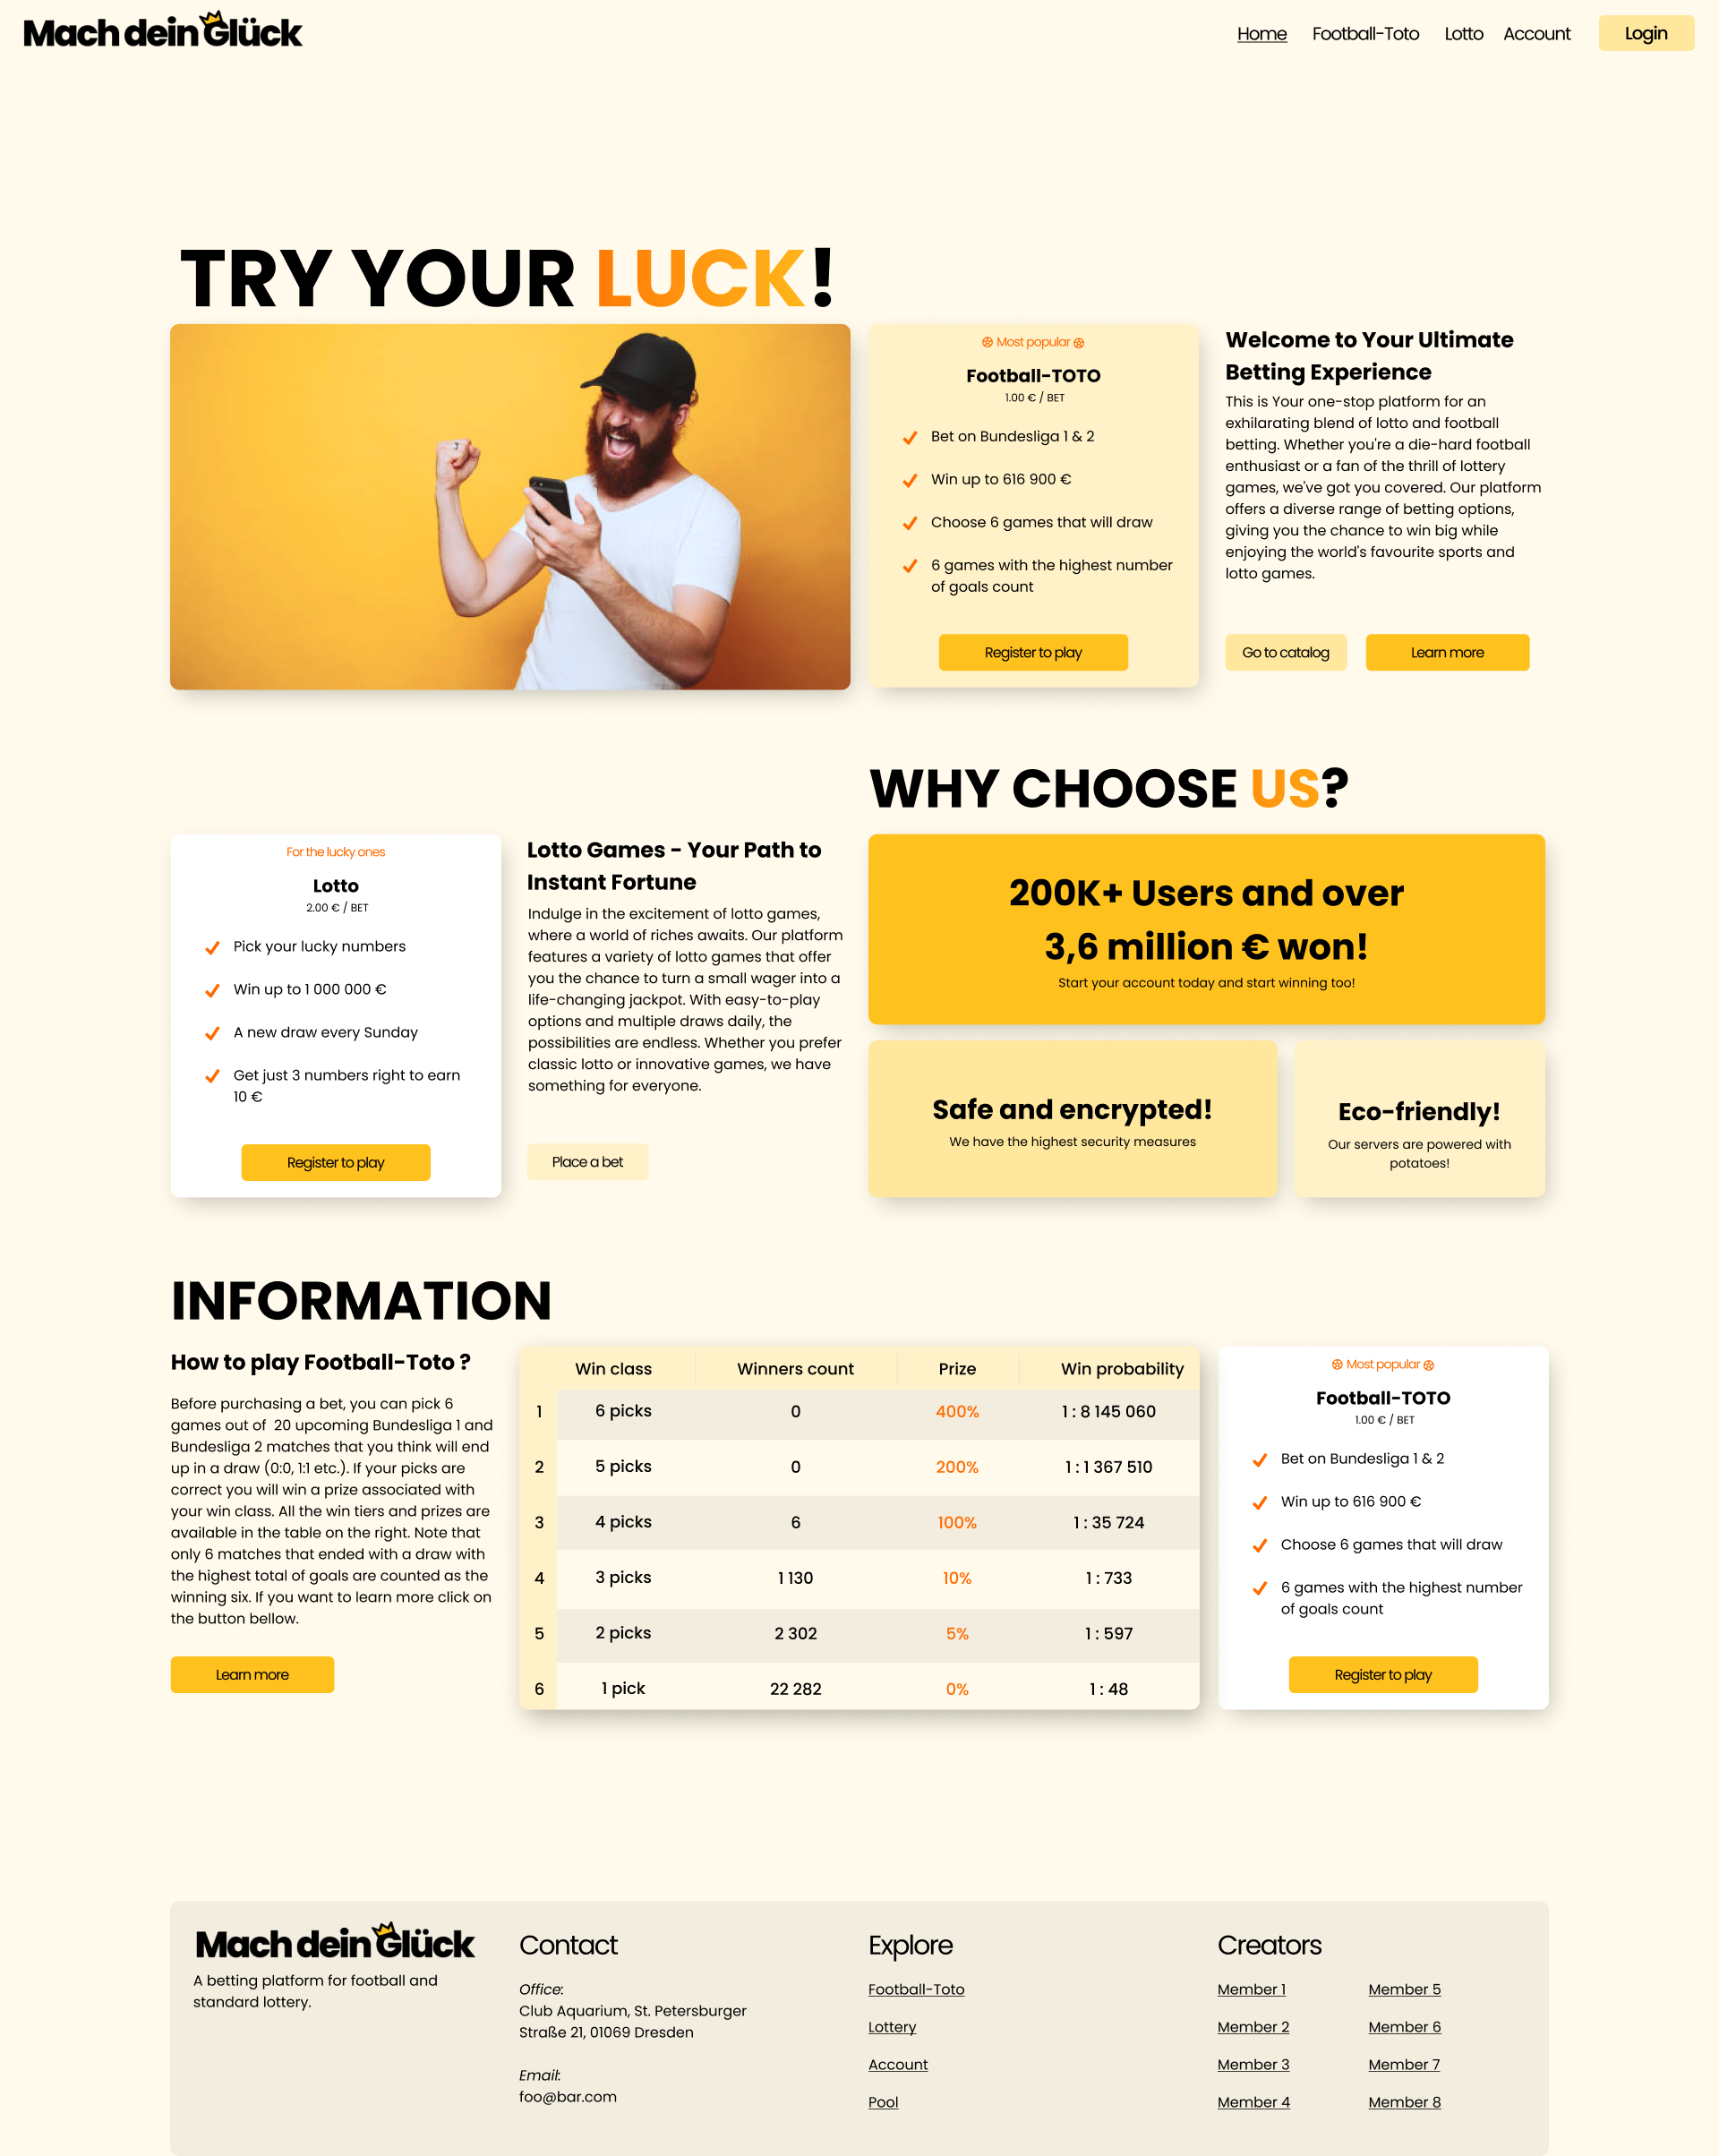 Mach dein Glück
Home Football-Toto Lotto Account Login
TRY YOUR LUCK!
Most popular
Football-TOTO
1.00 € / BET
Bet on Bundesliga 1 & 2
Win up to 616 900 €
Choose 6 games that will draw
6 games with the highest number
of goals count
Register to play
Welcome to Your Ultimate
Betting Experience
This is Your one-stop platform for an
exhilarating blend of lotto and football
betting. Whether you're a die-hard football
enthusiast or a fan of the thrill of lottery
games, we've got you covered. Our platform
offers a diverse range of betting options,
giving you the chance to win big while
enjoying the world's favourite sports and
lotto games.
Go to catalog Learn more
For the lucky ones
Lotto
2.00 € / BET
Pick your lucky numbers
Win up to 1 000 000 €
A new draw every Sunday
Get just 3 numbers right to earn
10 €
Register to play
Lotto Games - Your Path to
Instant Fortune
Indulge in the excitement of lotto games,
where a world of riches awaits. Our platform
features a variety of lotto games that offer
you the chance to turn a small wager into a
life-changing jackpot. With easy-to-play
options and multiple draws daily, the
possibilities are endless. Whether you prefer
classic lotto or innovative games, we have
something for everyone.
Place a bet
WHY CHOOSE US?
200K+ Users and over
3,6 million € won!
Start your account today and start winning too!
Safe and encrypted!
We have the highest security measures
Eco-friendly!
Our servers are powered with
potatoes!
INFORMATION
How to play Football-Toto ?
Before purchasing a bet, you can pick 6
games out of  20 upcoming Bundesliga 1 and
Bundesliga 2 matches that you think will end
up in a draw (0:0, 1:1 etc.). If your picks are
correct you will win a prize associated with
your win class. All the win tiers and prizes are
available in the table on the right. Note that
only 6 matches that ended with a draw with
the highest total of goals are counted as the
winning six. If you want to learn more click on
the button bellow.
Learn more
Win class Winners count Prize Win probability
1 6 picks 0 400% 1 : 8 145 060
2 5 picks 0 200% 1 : 1 367 510
3 4 picks 6 100% 1 : 35 724
4 3 picks 1 130 10% 1 : 733
5 2 picks 2 302 5% 1 : 597
6 1 pick 22 282 0% 1 : 48
Most popular
Football-TOTO
1.00 € / BET
Bet on Bundesliga 1 & 2
Win up to 616 900 €
Choose 6 games that will draw
6 games with the highest number
of goals count
Register to play
Mach dein Glück
A betting platform for football and
standard lottery.
Contact
Office:
Club Aquarium, St. Petersburger
Straße 21, 01069 Dresden
Email:
foo@bar.com
Explore
Football-Toto
Lottery
Account
Pool
Creators
Member 1 Member 5
Member 2 Member 6
Member 3 Member 7
Member 4 Member 8